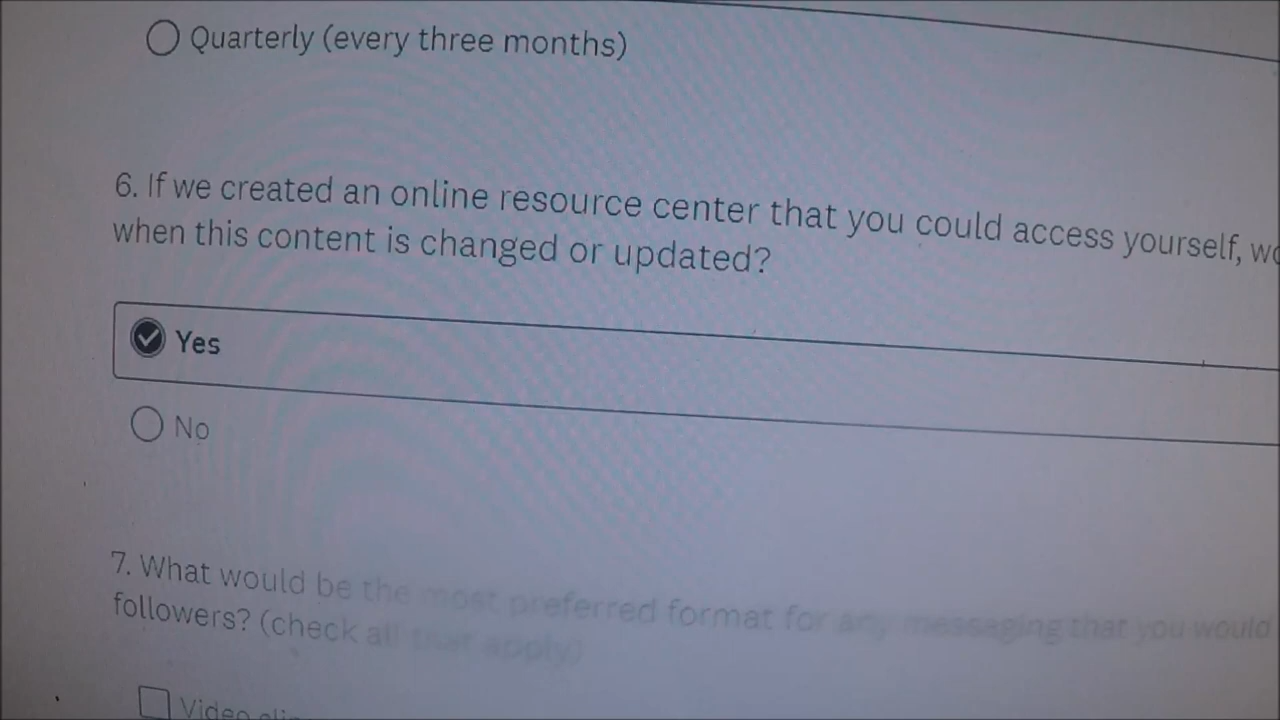 Quarterly (every three months)
6. If we created an online resource center that you could access yourself,
when this content is changed or updated?
Yes
No
7. What would be the most preferred format for any messaging that you would
followers? (check all that apply)
Video